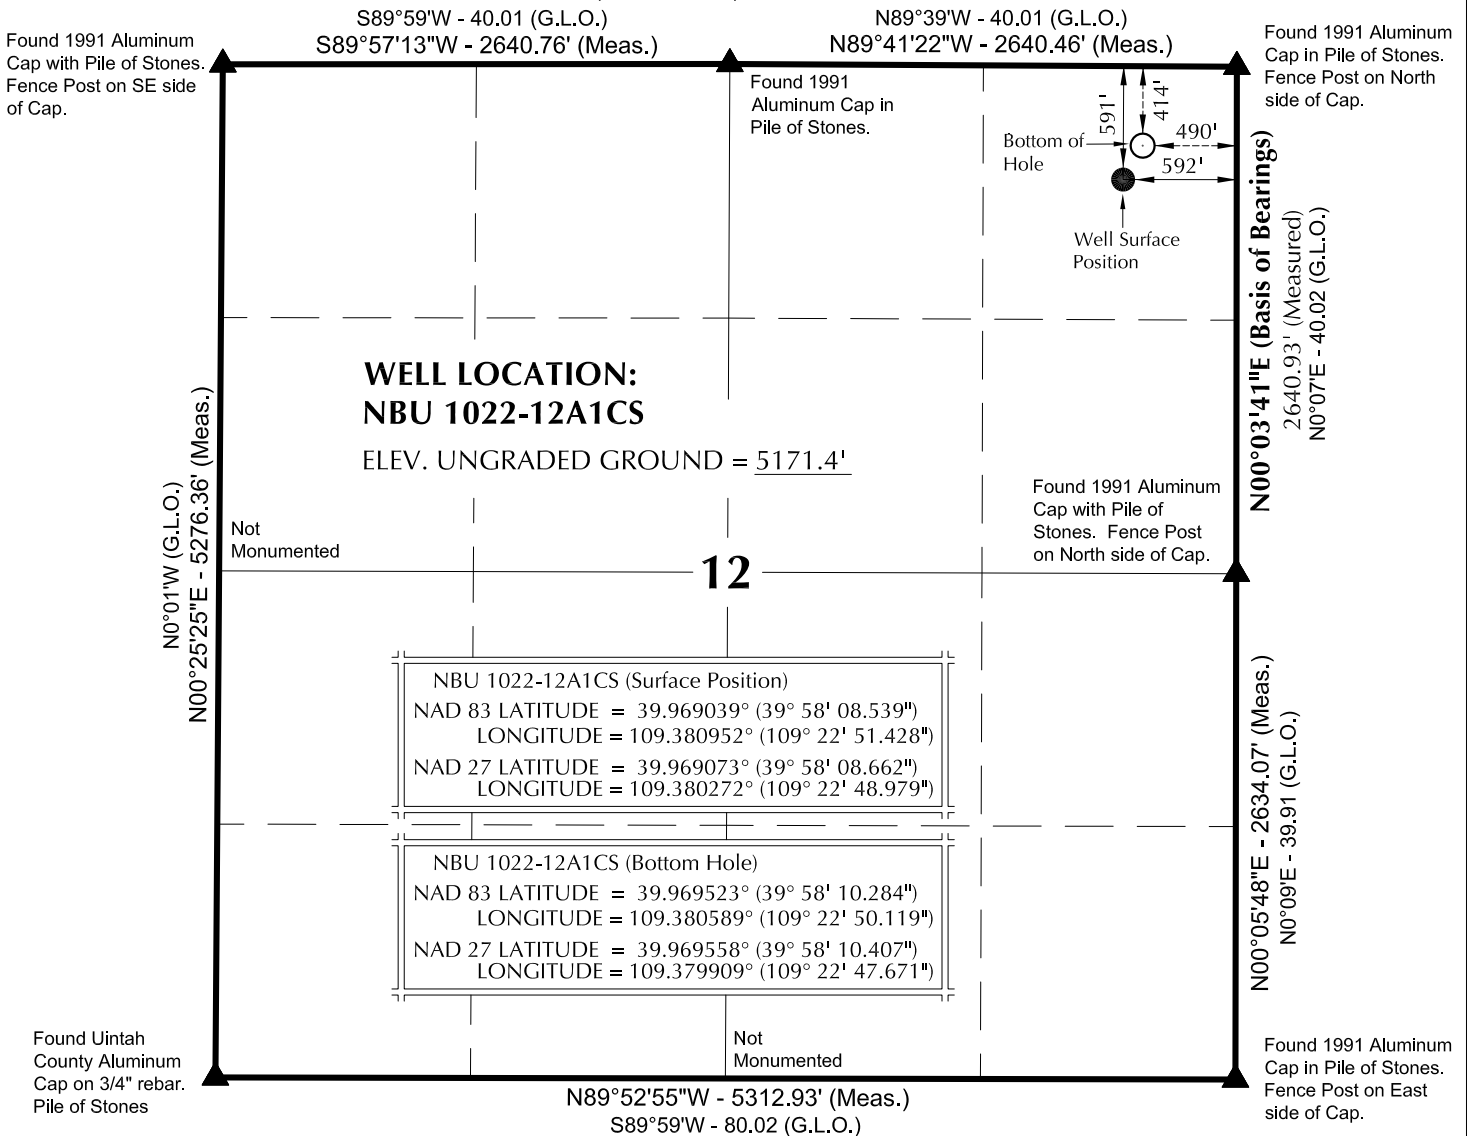 S89°59'W - 40.01 (G.L.O.)
S89°57'13"W - 2640.76' (Meas.)
N89°39'W - 40.01 (G.L.O.)
N89°41'22"W - 2640.46' (Meas.)
Found 1991 Aluminum
Cap with Pile of Stones.
Fence Post on SE side
of Cap.
Found 1991
Aluminum Cap in
Pile of Stones.
Found 1991 Aluminum
Cap in Pile of Stones.
Fence Post on North
side of Cap.
591'
414'
490'
592'
Bottom of
Hole
Well Surface
Position
N00°03'41"E (Basis of Bearings)
2640.93' (Measured)
N0°07'E - 40.02 (G.L.O.)
WELL LOCATION:
NBU 1022-12A1CS
ELEV. UNGRADED GROUND = 5171.4'
N0°01'W (G.L.O.)
N00°25'25"E - 5276.36' (Meas.)
Not
Monumented
Found 1991 Aluminum
Cap with Pile of
Stones. Fence Post
on North side of Cap.
12
NBU 1022-12A1CS (Surface Position)
NAD 83 LATITUDE = 39.969039° (39° 58' 08.539")
LONGITUDE = 109.380952° (109° 22' 51.428")
NAD 27 LATITUDE = 39.969073° (39° 58' 08.662")
LONGITUDE = 109.380272° (109° 22' 48.979")
NBU 1022-12A1CS (Bottom Hole)
NAD 83 LATITUDE = 39.969523° (39° 58' 10.284")
LONGITUDE = 109.380589° (109° 22' 50.119")
NAD 27 LATITUDE = 39.969558° (39° 58' 10.407")
LONGITUDE = 109.379909° (109° 22' 47.671")
N00°05'48"E - 2634.07' (Meas.)
N0°09'E - 39.91 (G.L.O.)
Found Uintah
County Aluminum
Cap on 3/4" rebar.
Pile of Stones
Not
Monumented
Found 1991 Aluminum
Cap in Pile of Stones.
Fence Post on East
side of Cap.
N89°52'55"W - 5312.93' (Meas.)
S89°59'W - 80.02 (G.L.O.)